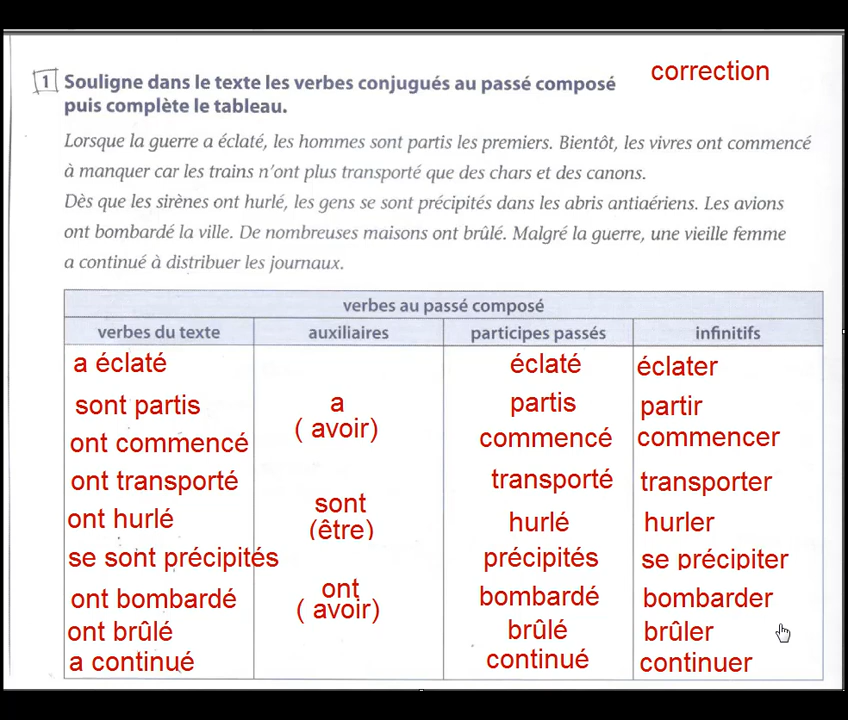 correction
1 Souligne dans le texte les verbes conjugués au passé composé
puis complète le tableau.
Lorsque la guerre a éclaté, les hommes sont partis les premiers. Bientôt, les vivres ont commencé
à manquer car les trains n'ont plus transporté que des chars et des canons.
Dès que les sirènes ont hurlé, les gens se sont précipités dans les abris antiaériens. Les avions
ont bombardé la ville. De nombreuses maisons ont brûlé. Malgré la guerre, une vieille femme
a continué à distribuer les journaux.
verbes au passé composé
verbes du texte auxiliaires participes passés infinitifs
a éclaté éclaté éclater
sont partis a partis partir
( avoir)
ont commencé commencé commencer
ont transporté transporté transporter
sont
ont hurlé (être) hurlé hurler
se sont précipités précipités se précipiter
ont
ont bombardé ( avoir) bombardé bombarder
ont brûlé brûlé brûler
a continué continué continuer